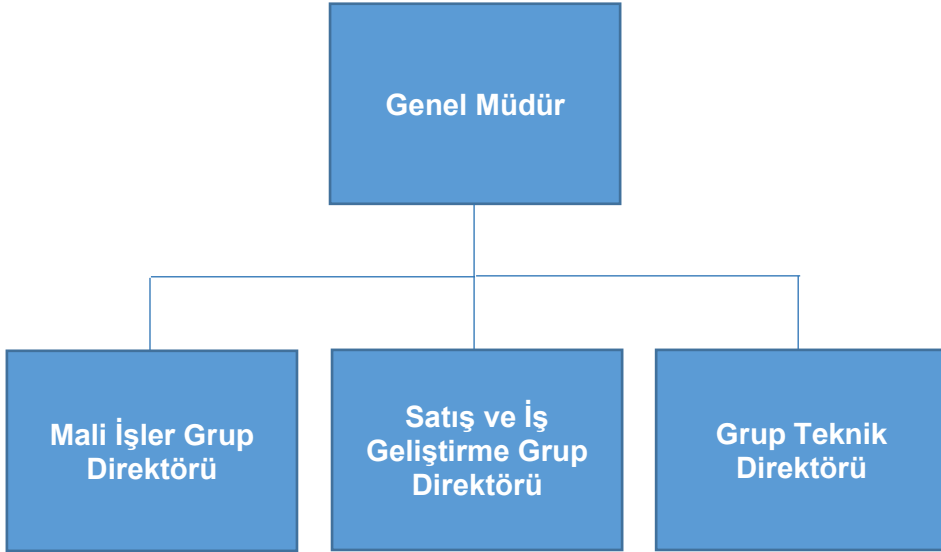 Genel Müdür
Mali İşler Grup
Direktörü
Satış ve İş
Geliştirme Grup
Direktörü
Grup Teknik
Direktörü